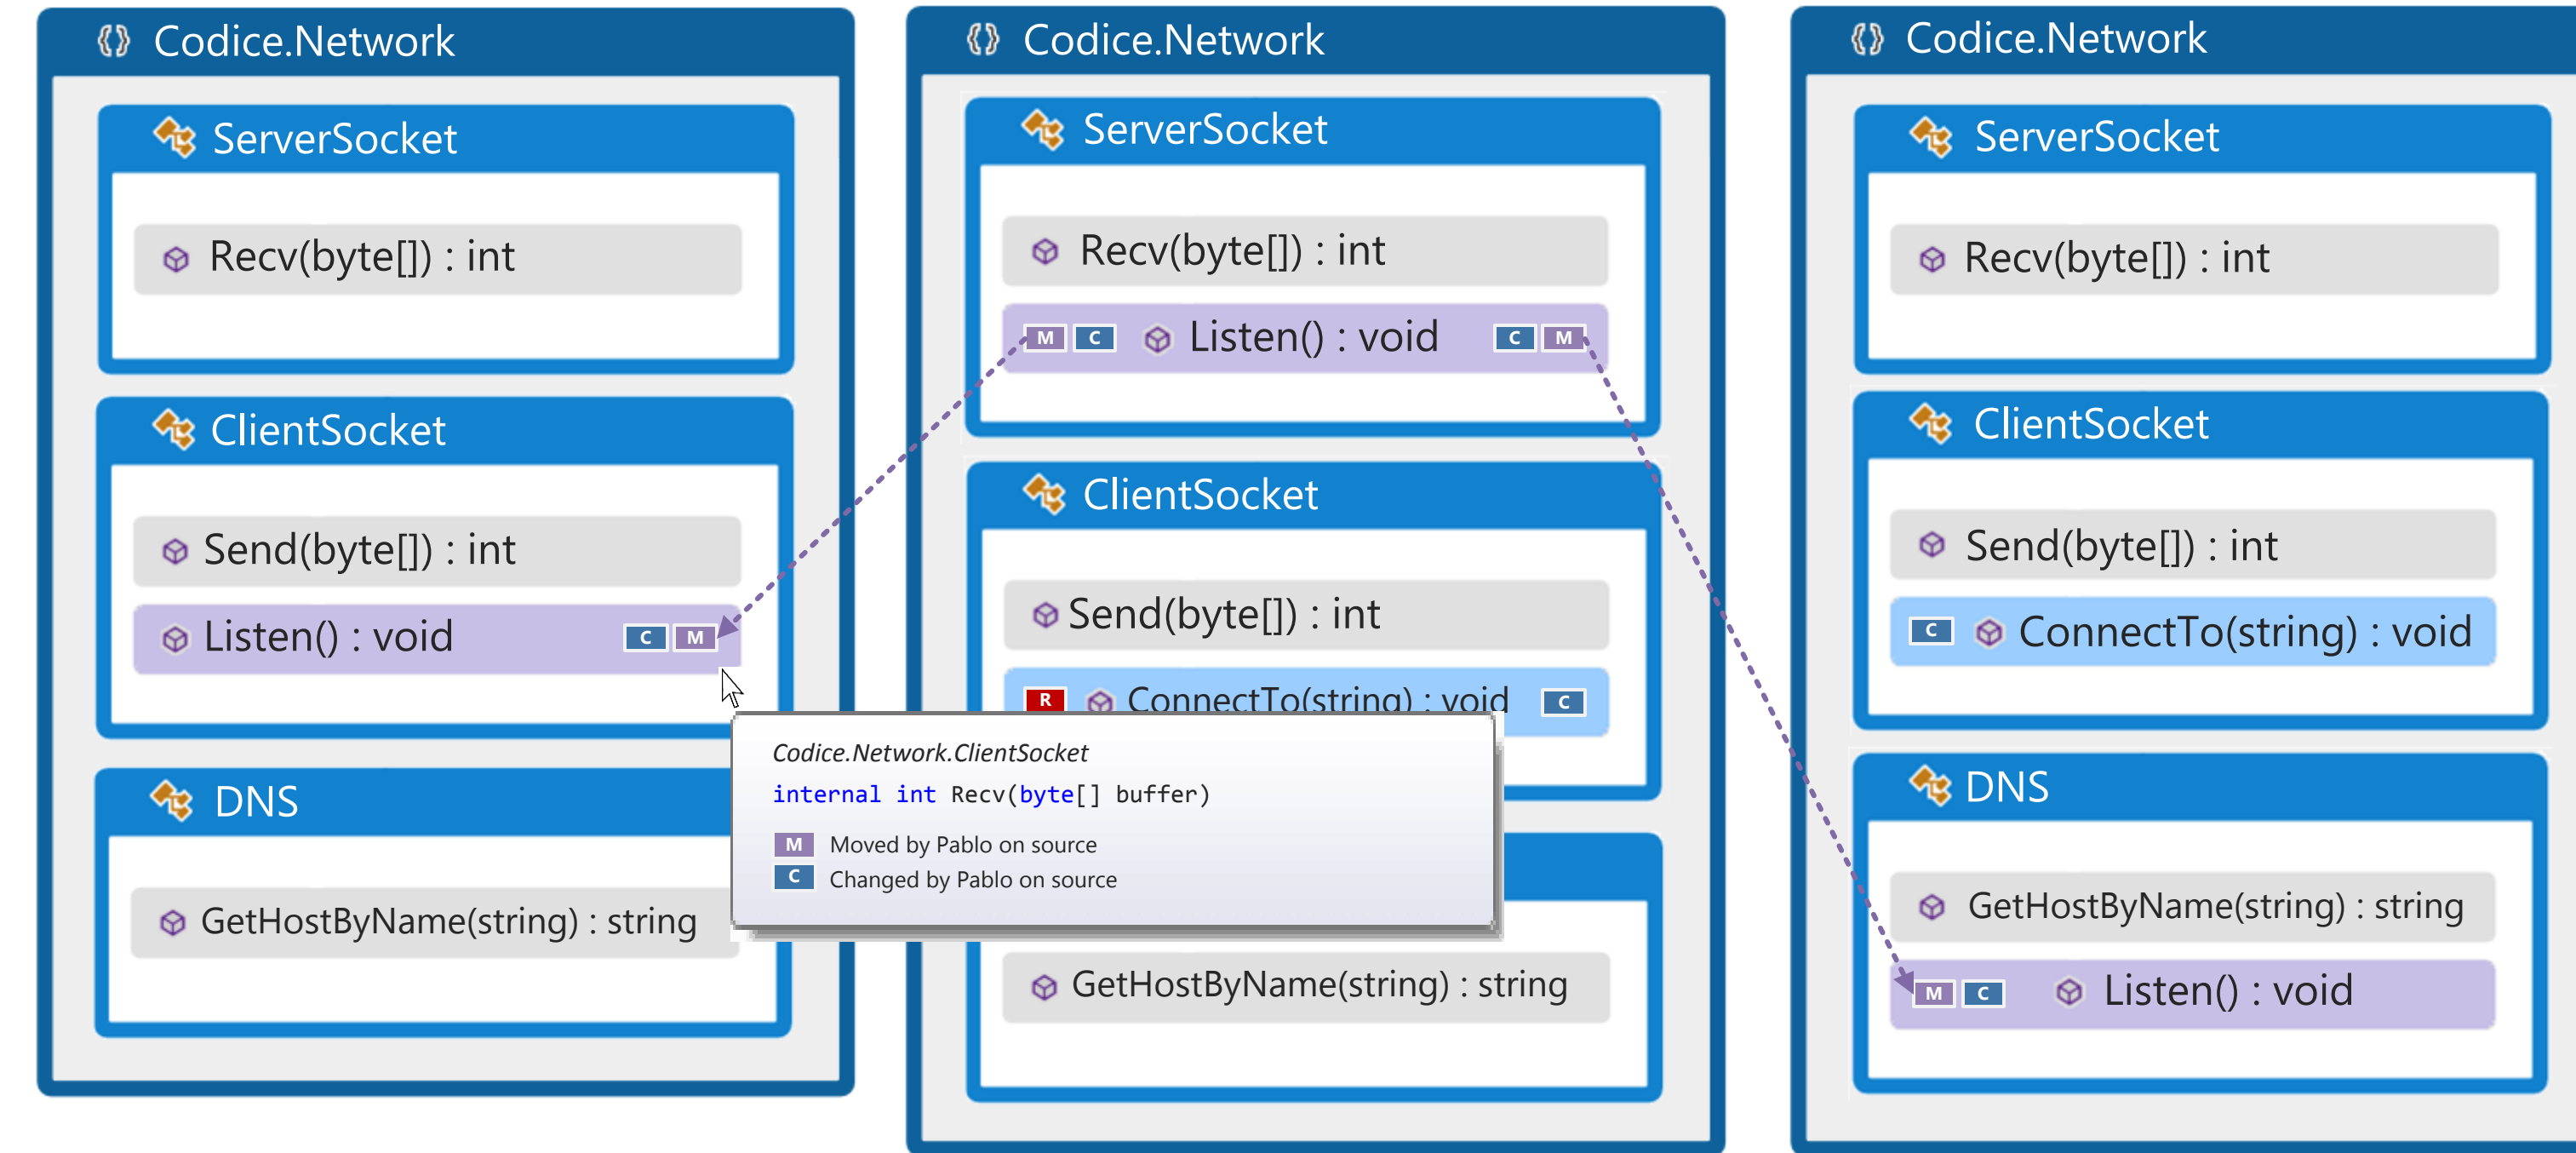 {} Codice.Network
ServerSocket
Recv(byte[]) : int
ClientSocket
Send(byte[]) : int
Listen() : void C M
DNS
GetHostByName(string) : string
{} Codice.Network
ServerSocket
Recv(byte[]) : int
M C Listen() : void C M
ClientSocket
Send(byte[]) : int
R ConnectTo(string) : void C
Codice.Network.ClientSocket
internal int Recv(byte[] buffer)
M Moved by Pablo on source
C Changed by Pablo on source
GetHostByName(string) : string
{} Codice.Network
ServerSocket
Recv(byte[]) : int
ClientSocket
Send(byte[]) : int
C ConnectTo(string) : void
DNS
GetHostByName(string) : string
M C Listen() : void